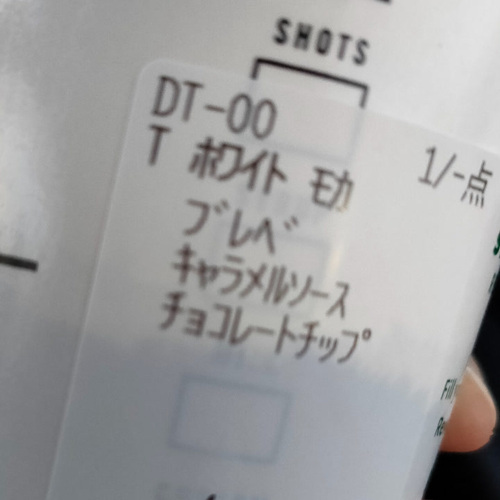 SHOTS
DT-00
T ホワイト モカ 1/-点
ブレベ
キャラメルソース
チョコレートチップ